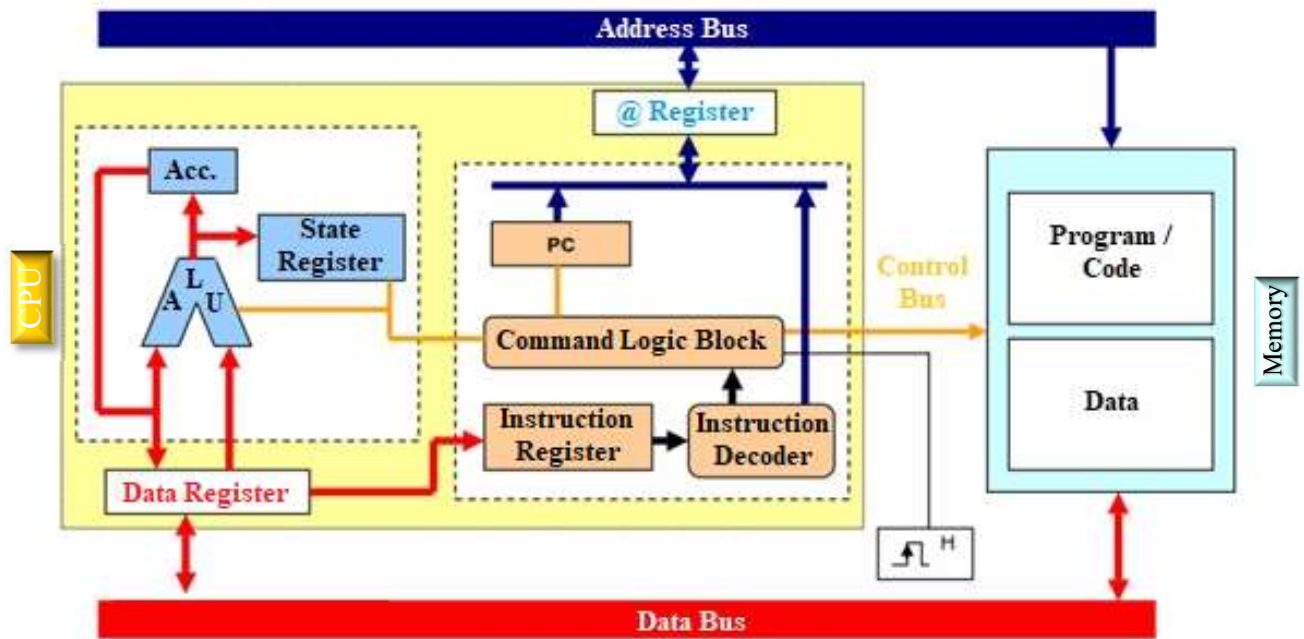 Address Bus
@ Register
Acc.
State
Register
PC
A L U
CPU
Control
Bus
Program /
Code
Command Logic Block
Memory
Data
Instruction
Register
Instruction
Decoder
Data Register
H
Data Bus